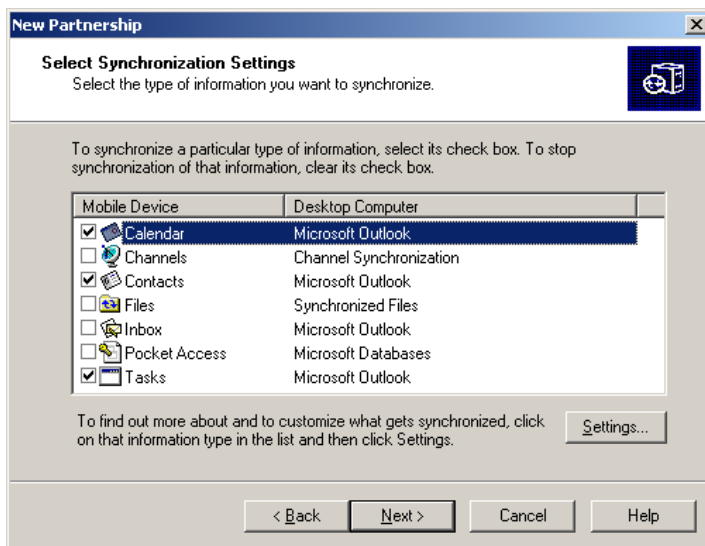 New Partnership
Select Synchronization Settings
Select the type of information you want to synchronize.
To synchronize a particular type of information, select its check box. To stop
synchronization of that information, clear its check box.
Mobile Device Desktop Computer
Calendar Microsoft Outlook
Channels Channel Synchronization
Contacts Microsoft Outlook
Files Synchronized Files
Inbox Microsoft Outlook
Pocket Access Microsoft Databases
Tasks Microsoft Outlook
To find out more about and to customize what gets synchronized, click
on that information type in the list and then click Settings.
Settings...
< Back Next > Cancel Help